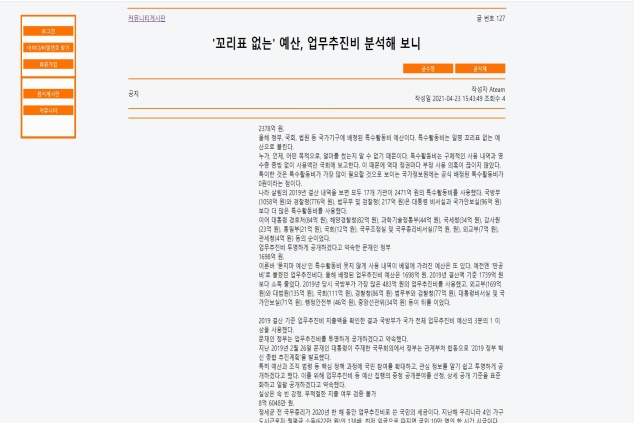 로그인
아이디/비밀번호 찾기
회원가입
공지게시판
커뮤니티
커뮤니티게시판
글 번호 127
'꼬리표 없는' 예산, 업무추진비 분석해 보니
글수정
글삭제
공지
작성자 Ateam
작성일 2021-04-23 15:43:49 조회수 4
2378억 원.
올해 청부, 국회, 법원 등 국가기구에 배정된 특수활동비 예산이다. 특수활동비는 일명 꼬리표 없는 예
산으로 불린다.
누가, 언제, 어떤 목적으로, 얼마를 썼는지 알 수 없기 때문이다. 특수활동비는 구체적인 사용 내역과 영
수증 증빙 없이 사용액만 국회에 보고한다. 이 때문에 역대 정권마다 부정 사용 의혹이 끊이지 않았다.
특이한 것은 특수활동비가 가장 많이 필요할 것으로 보이는 국가정보원에는 공식 배정된 특수활동비가
0원이라는 점이다.
나라 살림의 2019년 결산 내역을 보면 모두 17개 기관이 2471억 원의 특수활동비를 사용했다. 국방부
(1058억 원)와 경찰청(776억 원), 법무부 및 검찰청( 217억 원)은 대통령 비서실과 국가안보실(96억 원)
보다 더 많은 특수활동비를 사용했다.
이어 대통령 경호처(84억 원), 해양경찰청(82억 원), 과학기술정통부(44억 원), 국세청(34억 원), 감사원
(23억 원), 통일부(21억 원), 국회(12억 원), 국무조정실 및 국무총리비서실(7억 원, 원), 외교부(7억 원),
관세청(4억 원) 등의 순이었다.
업무추진비 투명하게 공개하겠다고 약속한 문재인 정부
1698억 원.
이른바 '묻지마 예산'인 특수활동비 못지 않게 사용 내역이 베일에 가려진 예산은 또 있다. 예전엔 '판공
비'로 불렸던 업무추진비다. 올해 배정된 업무추진비 예산은 1698억 원, 2019년 결산액 기준 1739억 원
보다 소폭 줄었다. 2019년 당시 국방부가 가장 많은 483억 원의 업무추진비를 사용했고, 외교부(169억
원)와 대법원(135억 원), 국회(111억 원), 경찰청(86억 원) 법무부와 검찰청(77억 원), 대통령비서실 및 국
가안보실(71억 원), 행정안전부 (46억 원), 중앙선관위(34억 원) 등이 뒤를 이었다.
2019 결산 기준 업무추진비 지출액을 확인한 결과 국방부가 국가 전체 업무추진비 예산의 3분의 1 이
상을 사용했다.
문재인 정부는 업무추진비를 투명하게 공개하겠다고 약속했다.
지난 2019년 2월 26일 문재인 대통령이 주재한 국무회의에서 정부는 관계부처 합동으로 '2019 정부 혁
신 종합 추진계획'을 발표했다.
특히 예산과 조직 법령 등 핵심 정책 과정에 국민 참여를 확대하고, 관심 정보를 알기 쉽고 투명하게 공
개하겠다고 했다. 이를 위해 업무추진비 등 예산 집행의 중점 공개분야를 선정, 상세 공개 기준을 표준
화하고 일괄 공개하겠다고 약속했다.
실상은 속 빈 강정, 부적절한 지출 여부 검증 불가
8억 6048만 원.
정세균 전 국무총리가 2020년 한 해 동안 업무추진비로 쓴 국민의 세금이다. 지난해 우리나라 4인 가구